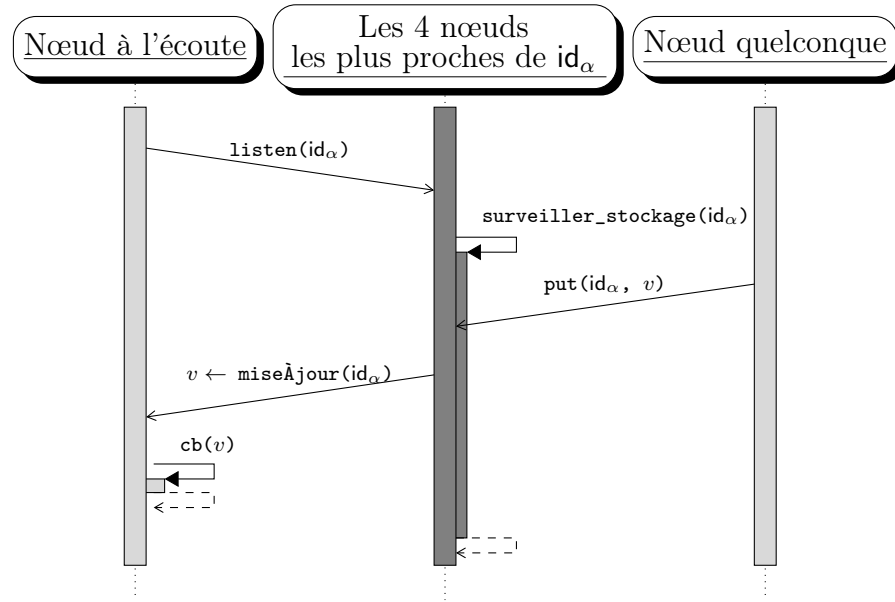 Nœud à l'écoute
Les 4 nœuds
les plus proches de id_α
Nœud quelconque
listen(id_α)
surveiller_stockage(id_α)
put(id_α, v)
v ← miseÀjour(id_α)
cb(v)